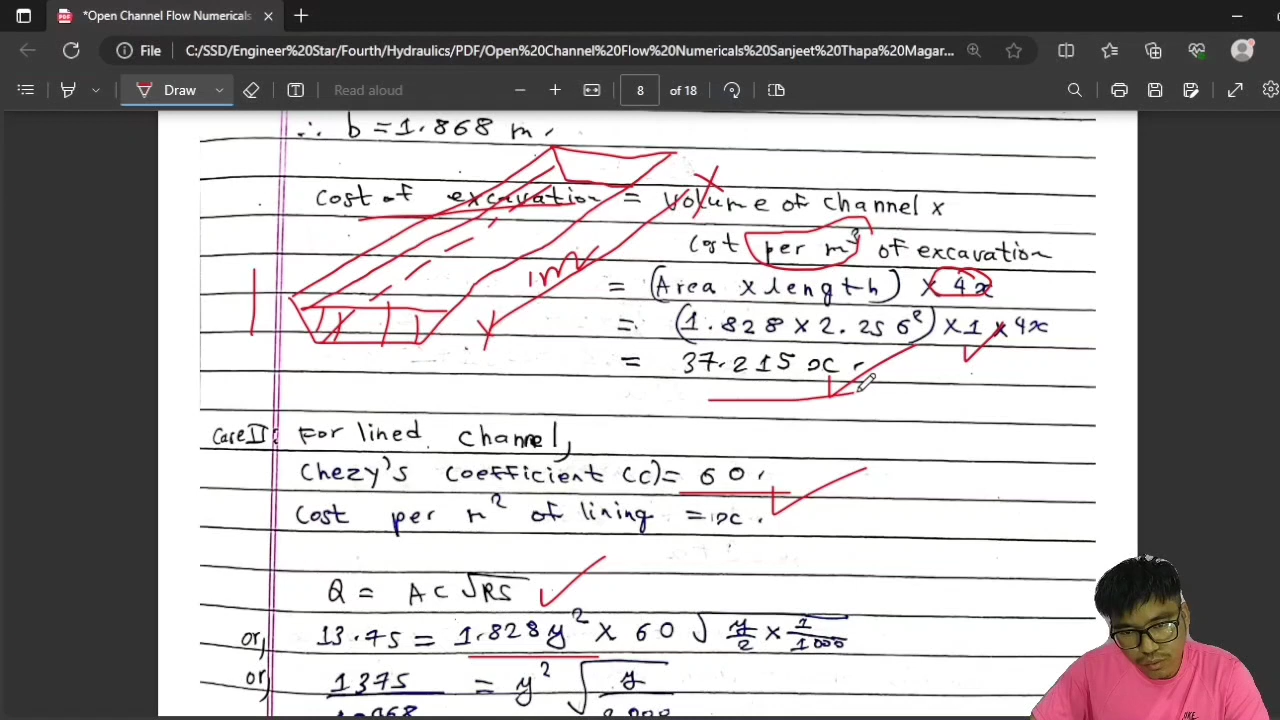 *Open Channel Flow Numericals
File C:/SSD/Engineer%20Star/Fourth/Hydraulics/PDF/Open%20Channel%20Flow%20Numericals%20Sanjeet%20Thapa%20Magar...
Draw Read aloud 8 of 18
∴ b = 1.868 m.
Cost of excavation = Volume of channel x
Cost per m³ of excavation
1m
= (Area x length) x 4x
= (1.828 x 2.256²) x 1 x 4x
= 37.215 x.
Case II: For lined channel,
Chezy's coefficient (C) = 60.
Cost per m² of lining = x.
Q = AC √RS
or, 13.75 = 1.828y² x 60 √y/2 x 1/1000
or, 1375 = y² √y